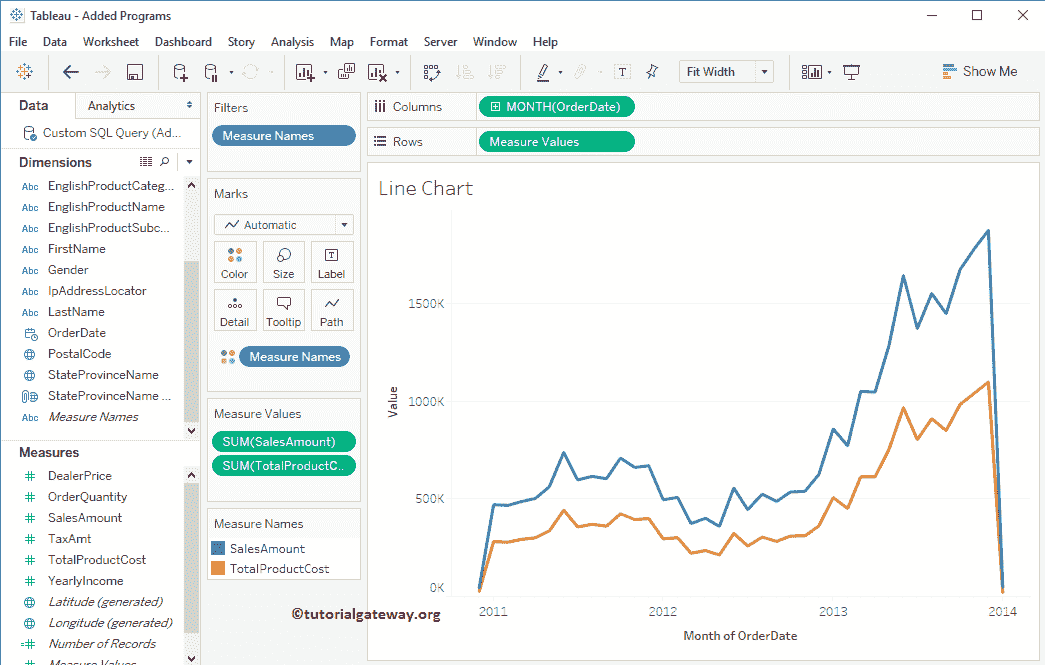 Tableau - Added Programs
File Data Worksheet Dashboard Story Analysis Map Format Server Window Help
Fit Width
Show Me
Data
Analytics
Custom SQL Query (Ad...
Dimensions
Abc EnglishProductCateg...
Abc EnglishProductName
Abc EnglishProductSubc...
Abc FirstName
Abc Gender
Abc IpAddressLocator
Abc LastName
OrderDate
PostalCode
StateProvinceName
StateProvinceName ...
Abc Measure Names
Measures
# DealerPrice
# OrderQuantity
# SalesAmount
# TaxAmt
# TotalProductCost
# YearlyIncome
Latitude (generated)
Longitude (generated)
Number of Records
Measure Values
Filters
Measure Names
Marks
Automatic
Color Size Label
Detail Tooltip Path
Measure Names
Measure Values
SUM(SalesAmount)
SUM(TotalProductC..
Measure Names
SalesAmount
TotalProductCost
Columns
MONTH(OrderDate)
Rows
Measure Values
Line Chart
1500K
1000K
500K
0K
Value
2011 2012 2013 2014
Month of OrderDate
©tutorialgateway.org